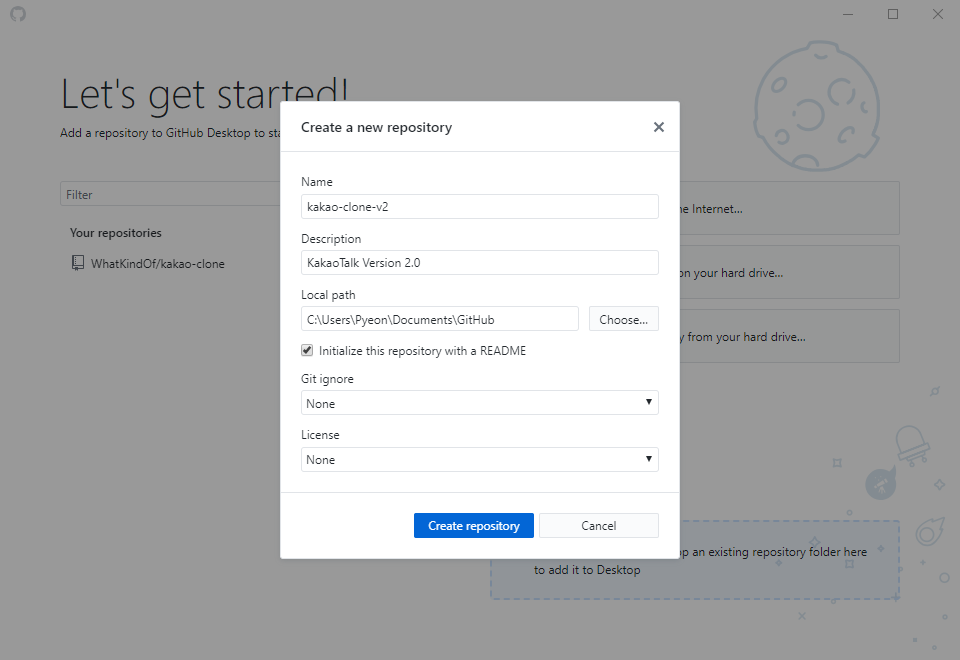 Let's get started!
Add a repository to GitHub Desktop to
Filter
Your repositories
WhatKindOf/kakao-clone
Create a new repository
Name
kakao-clone-v2
Description
KakaoTalk Version 2.0
Local path
C:\Users\Pyeon\Documents\GitHub
Choose...
Initialize this repository with a README
Git ignore
None
License
None
Create repository
Cancel
Internet...
on your hard drive...
from your hard drive...
an existing repository folder here
to add it to Desktop